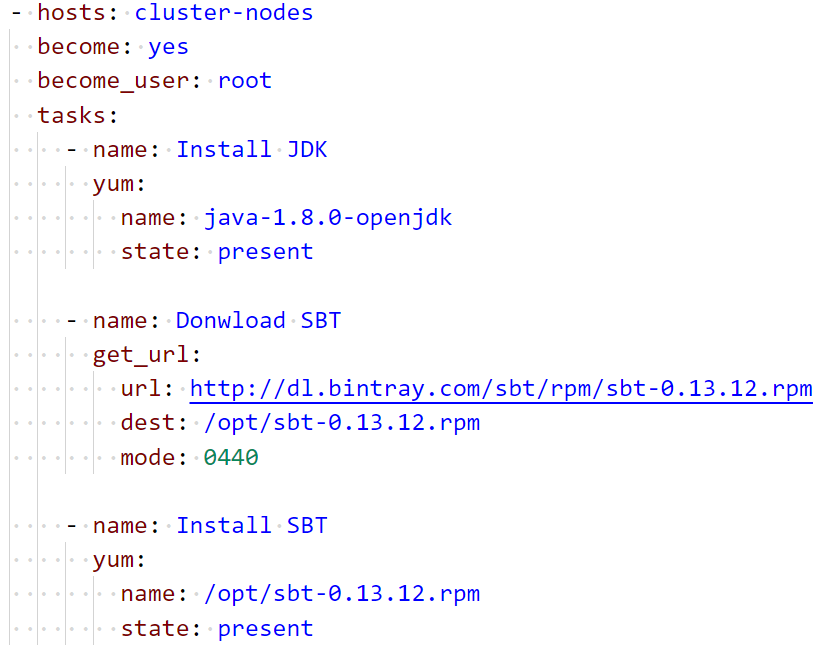 - hosts: cluster-nodes
  become: yes
  become_user: root
  tasks:
    - name: Install JDK
      yum:
        name: java-1.8.0-openjdk
        state: present

    - name: Donwload SBT
      get_url:
        url: http://dl.bintray.com/sbt/rpm/sbt-0.13.12.rpm
        dest: /opt/sbt-0.13.12.rpm
        mode: 0440

    - name: Install SBT
      yum:
        name: /opt/sbt-0.13.12.rpm
        state: present